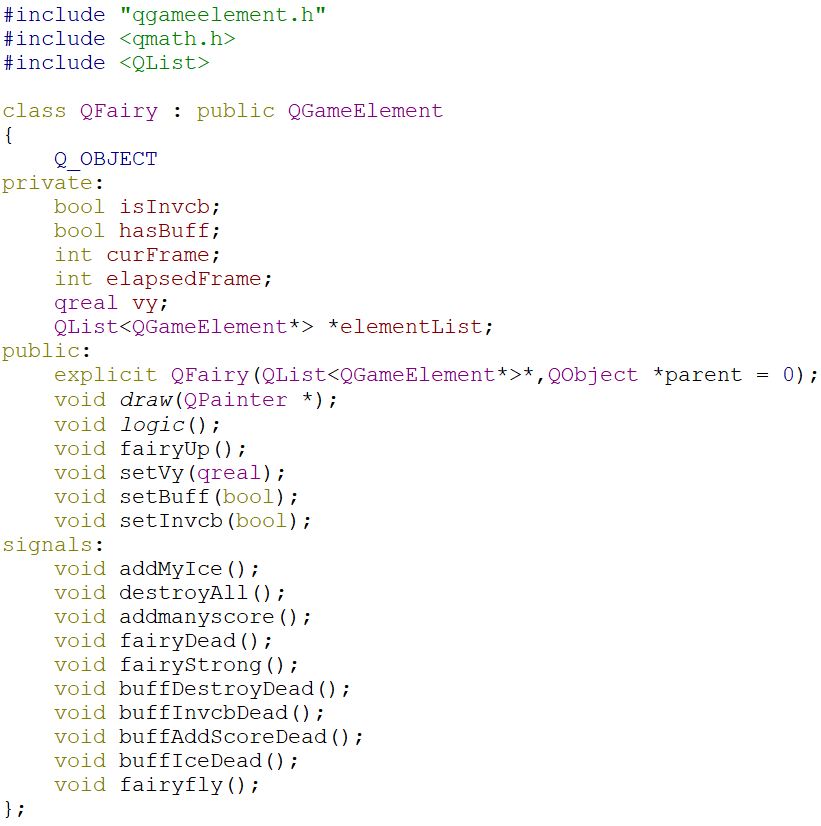 #include "qgameelement.h"
#include <qmath.h>
#include <QList>

class QFairy : public QGameElement
{
    Q_OBJECT
private:
    bool isInvcb;
    bool hasBuff;
    int curFrame;
    int elapsedFrame;
    qreal vy;
    QList<QGameElement*> *elementList;
public:
    explicit QFairy(QList<QGameElement*>*,QObject *parent = 0);
    void draw(QPainter *);
    void logic();
    void fairyUp();
    void setVy(qreal);
    void setBuff(bool);
    void setInvcb(bool);
signals:
    void addMyIce();
    void destroyAll();
    void addmanyscore();
    void fairyDead();
    void fairyStrong();
    void buffDestroyDead();
    void buffInvcbDead();
    void buffAddScoreDead();
    void buffIceDead();
    void fairyfly();
};